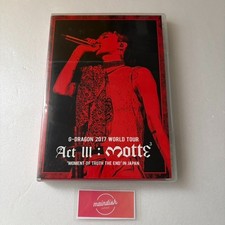 G-DRAGON 2017 WORLD TOUR
Act III : MOTTE
"MOMENT OF TRUTH THE END" IN JAPAN